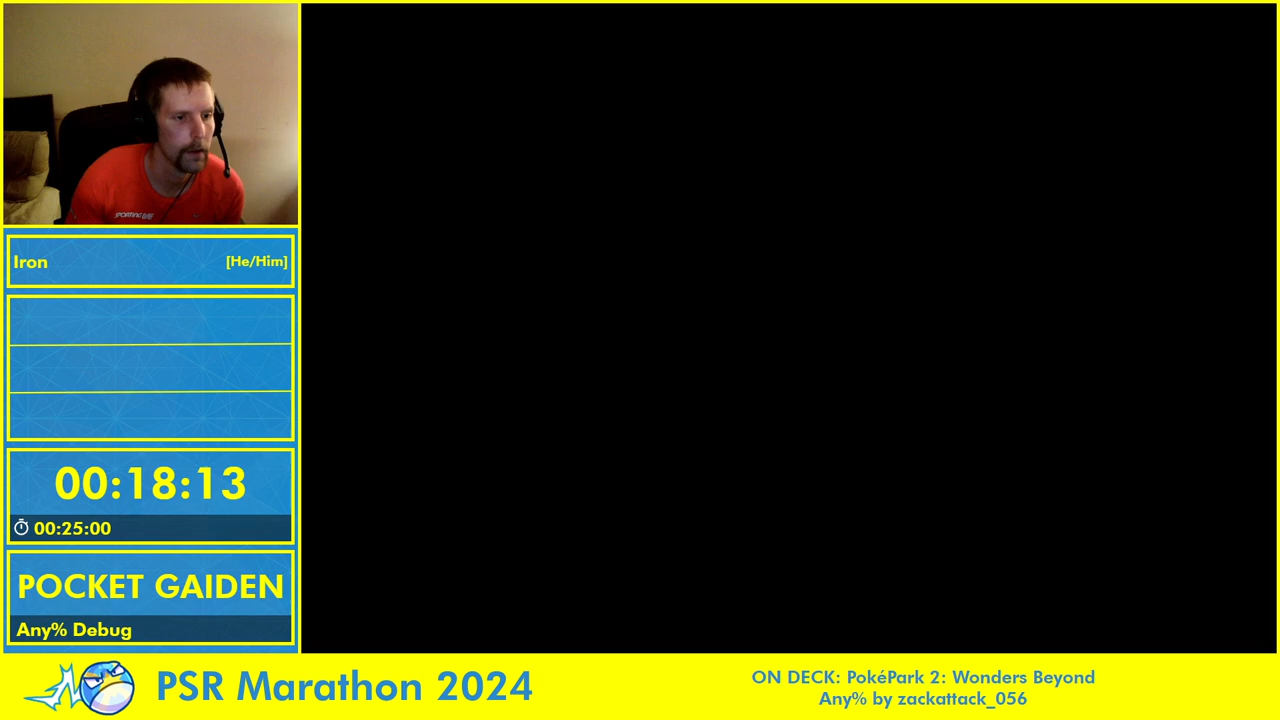 Iron
[He/Him]
00:18:13
00:25:00
POCKET GAIDEN
Any% Debug
PSR Marathon 2024
ON DECK: PokéPark 2: Wonders Beyond
Any% by zackattack_056